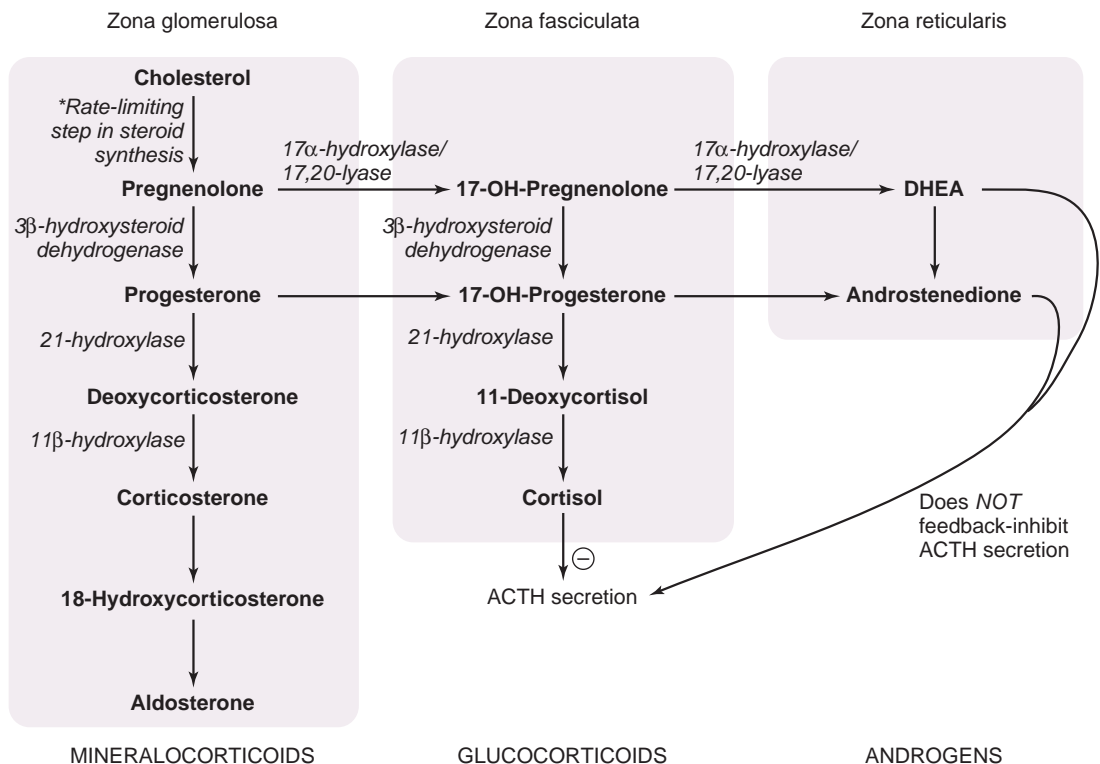 Zona glomerulosa
Zona fasciculata
Zona reticularis
Cholesterol
*Rate-limiting
step in steroid
synthesis
17α-hydroxylase/
17,20-lyase
17α-hydroxylase/
17,20-lyase
Pregnenolone
17-OH-Pregnenolone
DHEA
3β-hydroxysteroid
dehydrogenase
3β-hydroxysteroid
dehydrogenase
Progesterone
17-OH-Progesterone
Androstenedione
21-hydroxylase
21-hydroxylase
Deoxycorticosterone
11-Deoxycortisol
11β-hydroxylase
11β-hydroxylase
Corticosterone
Cortisol
Does NOT
feedback-inhibit
ACTH secretion
−
18-Hydroxycorticosterone
ACTH secretion
Aldosterone
MINERALOCORTICOIDS
GLUCOCORTICOIDS
ANDROGENS